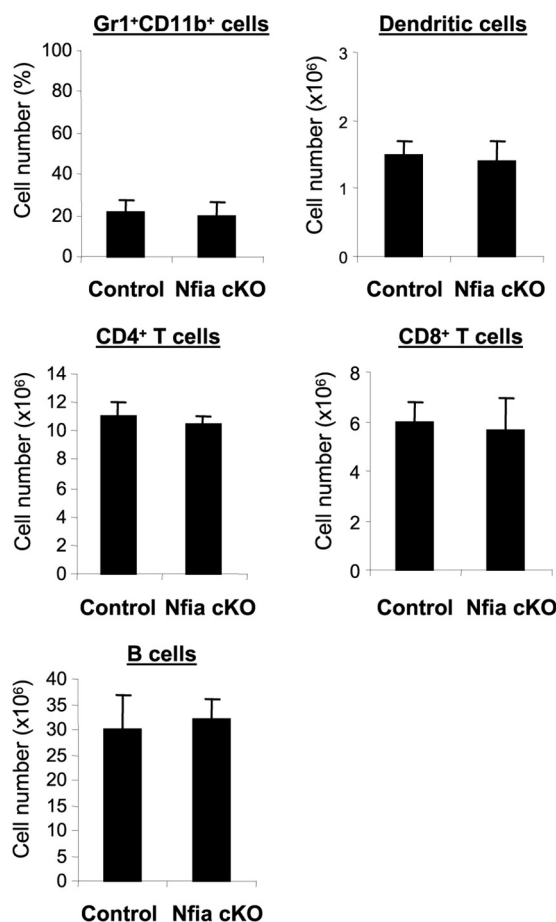 Gr1⁺CD11b⁺ cells
Cell number (%)
100
80
60
40
20
0
Control Nfia cKO
Dendritic cells
Cell number (x10⁶)
3
2
1
0
Control Nfia cKO
CD4⁺ T cells
Cell number (x10⁶)
14
12
10
8
6
4
2
0
Control Nfia cKO
CD8⁺ T cells
Cell number (x10⁶)
8
6
4
2
0
Control Nfia cKO
B cells
Cell number (x10⁶)
40
35
30
25
20
15
10
5
0
Control Nfia cKO